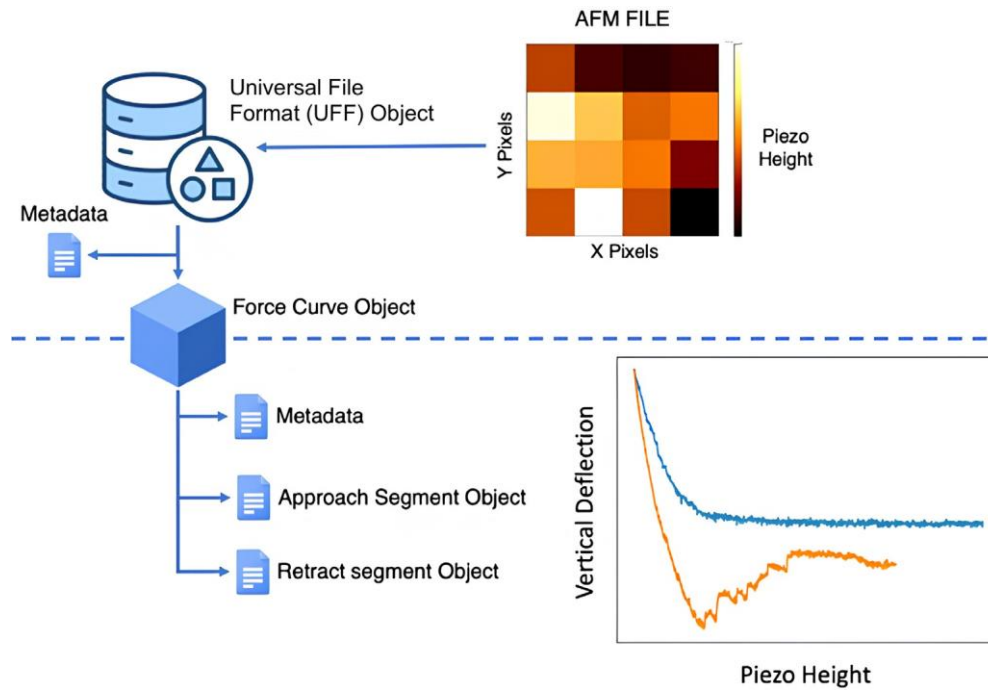 AFM FILE
Universal File
Format (UFF) Object
Y Pixels
X Pixels
Piezo
Height
Metadata
Force Curve Object
Metadata
Approach Segment Object
Retract segment Object
Vertical Deflection
Piezo Height